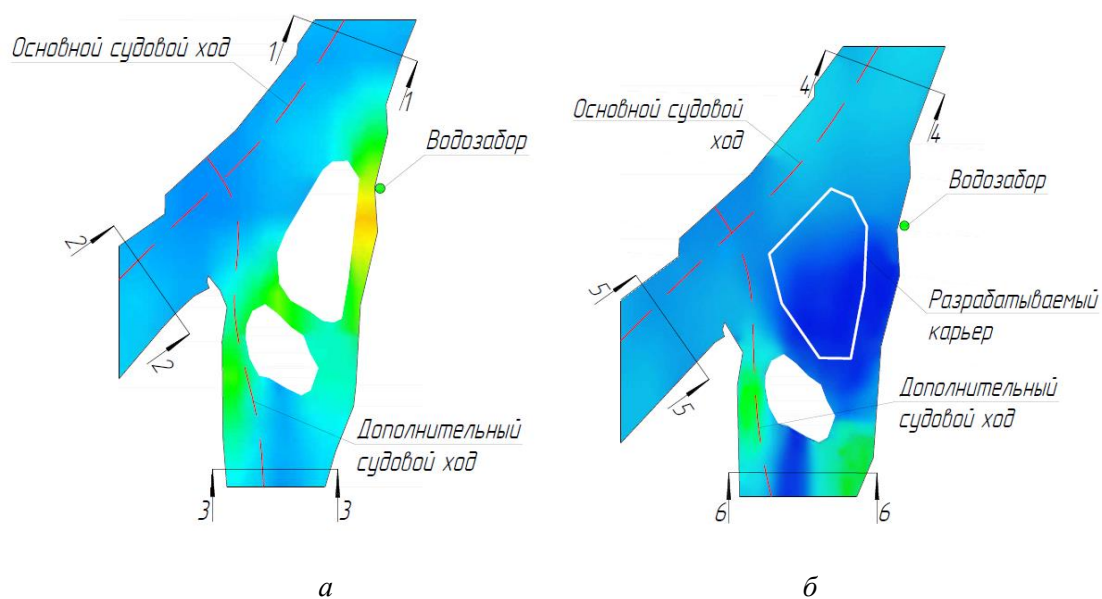 Основной судовой ход
1
1
Водозабор
2
2
Дополнительный
судовой ход
3
3
а
4
4
Основной судовой
ход
Водозабор
5
5
Разрабатываемый
карьер
Дополнительный
судовой ход
6
6
б